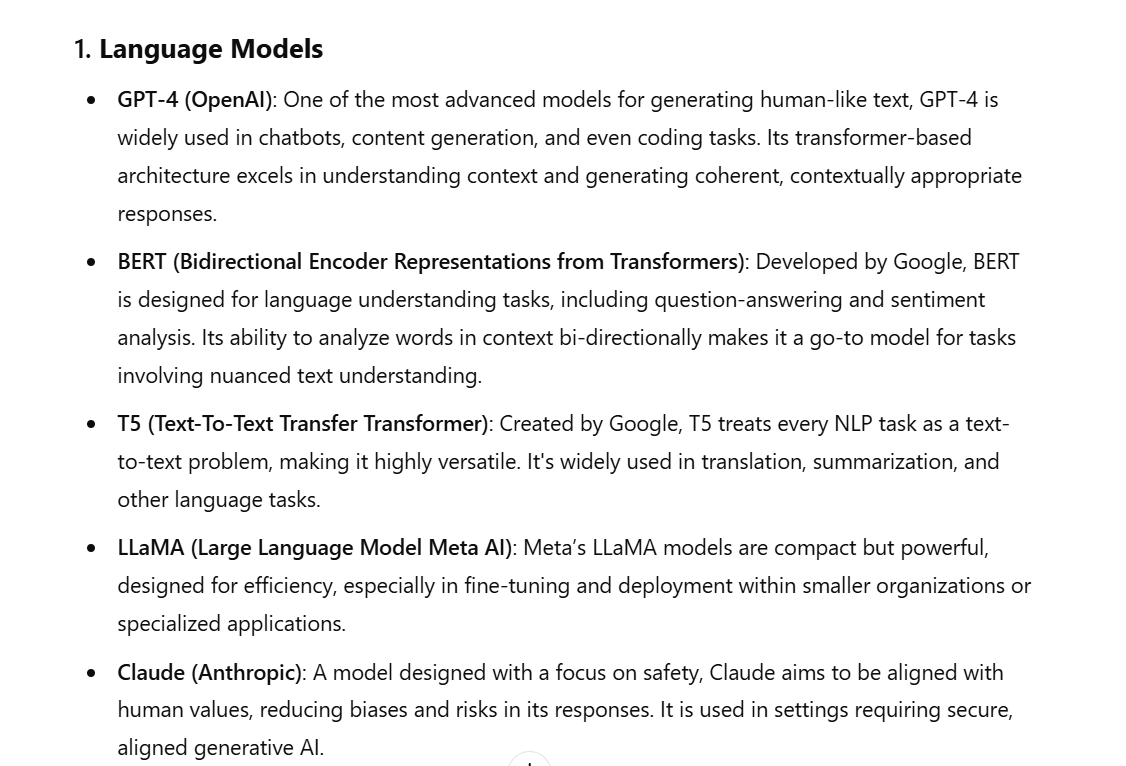 1. Language Models
• GPT-4 (OpenAI): One of the most advanced models for generating human-like text, GPT-4 is
widely used in chatbots, content generation, and even coding tasks. Its transformer-based
architecture excels in understanding context and generating coherent, contextually appropriate
responses.
• BERT (Bidirectional Encoder Representations from Transformers): Developed by Google, BERT
is designed for language understanding tasks, including question-answering and sentiment
analysis. Its ability to analyze words in context bi-directionally makes it a go-to model for tasks
involving nuanced text understanding.
• T5 (Text-To-Text Transfer Transformer): Created by Google, T5 treats every NLP task as a text-
to-text problem, making it highly versatile. It's widely used in translation, summarization, and
other language tasks.
• LLaMA (Large Language Model Meta AI): Meta’s LLaMA models are compact but powerful,
designed for efficiency, especially in fine-tuning and deployment within smaller organizations or
specialized applications.
• Claude (Anthropic): A model designed with a focus on safety, Claude aims to be aligned with
human values, reducing biases and risks in its responses. It is used in settings requiring secure,
aligned generative AI.